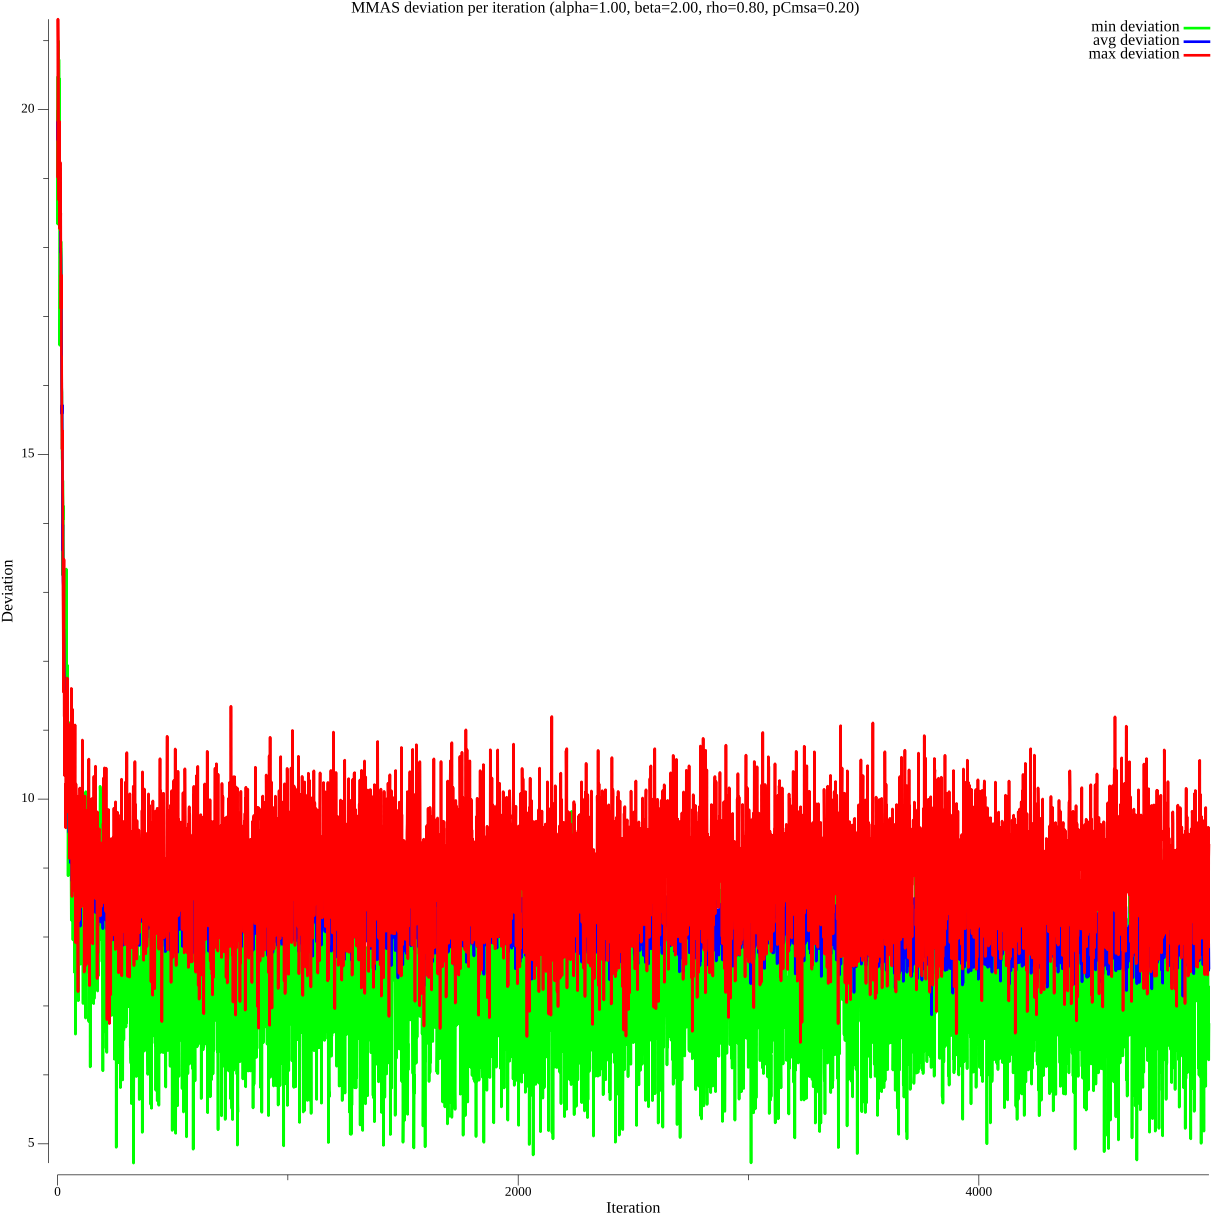 MMAS deviation per iteration (alpha=1.00, beta=2.00, rho=0.80, pCmsa=0.20)
min deviation
avg deviation
max deviation
20
15
10
5
Deviation
0
2000
4000
Iteration